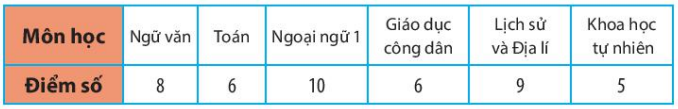 Môn học Ngữ văn Toán Ngoại ngữ 1 Giáo dục công dân Lịch sử và Địa lí Khoa học tự nhiên
Điểm số 8 6 10 6 9 5